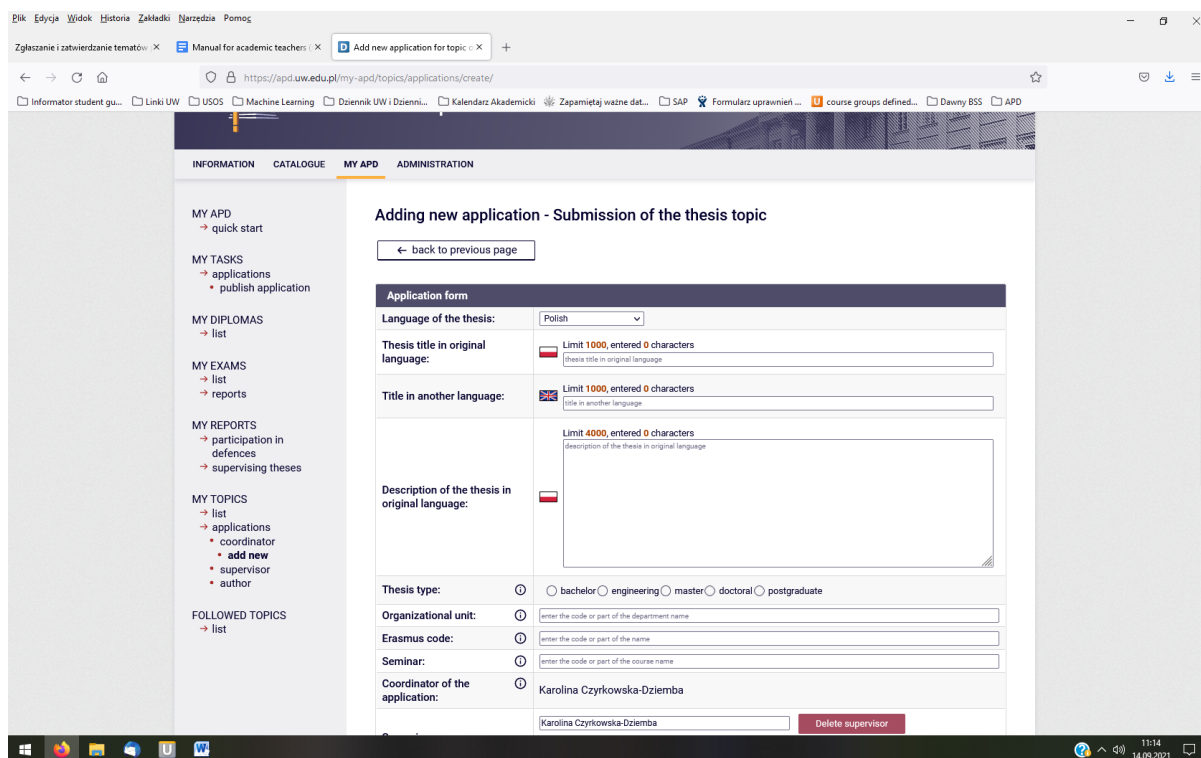 Plik Edycja Widok Historia Zakładki Narzędzia Pomoc
Zgłaszanie i zatwierdzanie tematów
Manual for academic teachers (
Add new application for topic o
https://apd.uw.edu.pl/my-apd/topics/applications/create/
Informator student gu... Linki UW USOS Machine Learning Dziennik UW i Dzienni... Kalendarz Akademicki Zapamiętaj ważne dat... SAP Formularz uprawnień ... course groups defined... Dawny BSS APD
INFORMATION CATALOGUE MY APD ADMINISTRATION
MY APD
→ quick start
MY TASKS
→ applications
• publish application
MY DIPLOMAS
→ list
MY EXAMS
→ list
→ reports
MY REPORTS
→ participation in
defences
→ supervising theses
MY TOPICS
→ list
→ applications
• coordinator
• add new
• supervisor
• author
FOLLOWED TOPICS
→ list
Adding new application - Submission of the thesis topic
← back to previous page
Application form
Language of the thesis:
Polish
Thesis title in original
language:
Limit 1000, entered 0 characters
thesis title in original language
Title in another language:
Limit 1000, entered 0 characters
title in another language
Description of the thesis in
original language:
Limit 4000, entered 0 characters
description of the thesis in original language
Thesis type:
bachelor engineering master doctoral postgraduate
Organizational unit:
enter the code or part of the department name
Erasmus code:
enter the code or part of the name
Seminar:
enter the code or part of the course name
Coordinator of the
application:
Karolina Czyrkowska-Dziemba
Karolina Czyrkowska-Dziemba
Delete supervisor
11:14
14.09.2021